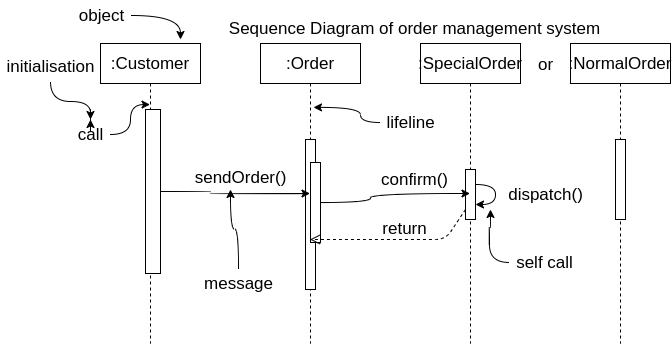 object
Sequence Diagram of order management system
:Customer
:Order
:SpecialOrder
or
:NormalOrder
initialisation
call
lifeline
sendOrder()
confirm()
dispatch()
return
self call
message